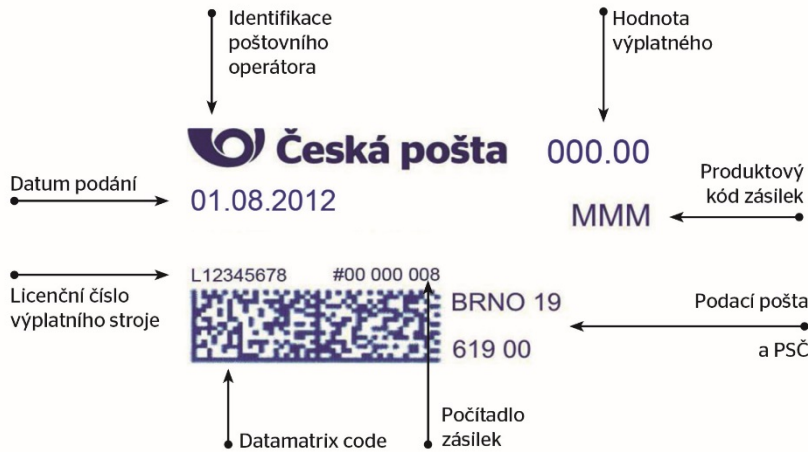 Identifikace
poštovního
operátora
Hodnota
výplatného
Česká pošta
000.00
Datum podání
01.08.2012
Produktový
kód zásilek
MMM
L12345678
#00 000 008
Licenční číslo
výplatního stroje
BRNO 19
619 00
Podací pošta
a PSČ
Datamatrix code
Počítadlo
zásilek